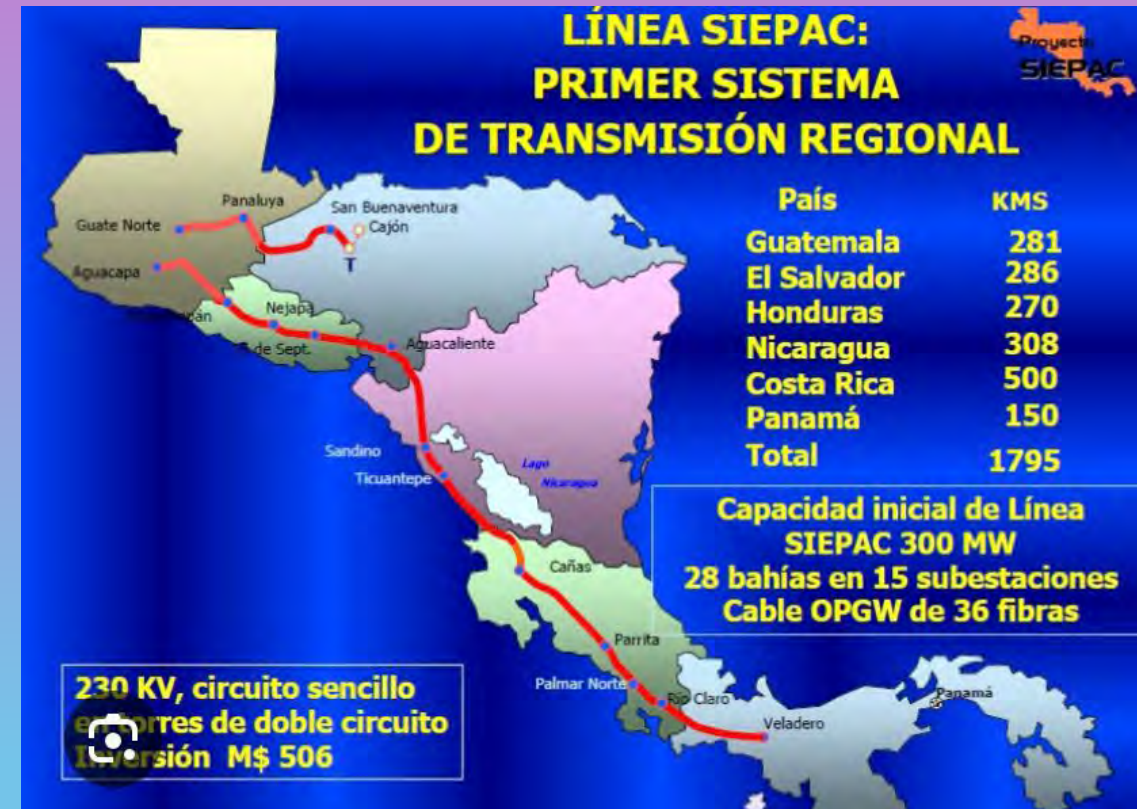 LÍNEA SIEPAC:
PRIMER SISTEMA
DE TRANSMISIÓN REGIONAL
Proyecto
SIEPAC
País KMS
Guatemala 281
El Salvador 286
Honduras 270
Nicaragua 308
Costa Rica 500
Panamá 150
Total 1795
Capacidad inicial de Línea
SIEPAC 300 MW
28 bahías en 15 subestaciones
Cable OPGW de 36 fibras
Panaluya
San Buenaventura
Guate Norte
Cajón
T
Aguacapa
Nejapa
de Sept.
Aguacaliente
Sandino
Lago
Nicaragua
Ticuantepe
Cañas
Parrita
Palmar Norte
Río Claro
Panamá
Veladero
230 KV, circuito sencillo
en torres de doble circuito
Inversión M$ 506